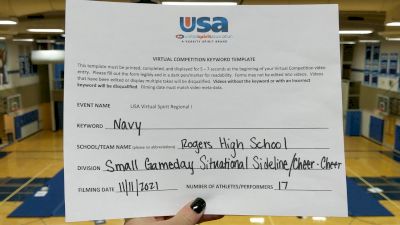 USA
united spirit association
A VARSITY SPIRIT BRAND
VIRTUAL COMPETITION KEYWORD TEMPLATE
This template must be printed, completed, and displayed for 5 – 7 seconds at the beginning of your Virtual Competition video
entry. Please fill out the form legibly and in a dark pen/marker for readability. Forms may not be edited into videos. Videos
that have been edited or display multiple takes will be disqualified. Videos without the keyword or with an incorrect
keyword will be disqualified. Filming date must match video meta-data.
EVENT NAME USA Virtual Spirit Regional I
KEYWORD Navy
SCHOOL/TEAM NAME (please no abbreviations) Rogers High School
DIVISION Small Gameday Situational Sideline/Cheer-Cheer
FILMING DATE 11/11/2021 NUMBER OF ATHLETES/PERFORMERS 17